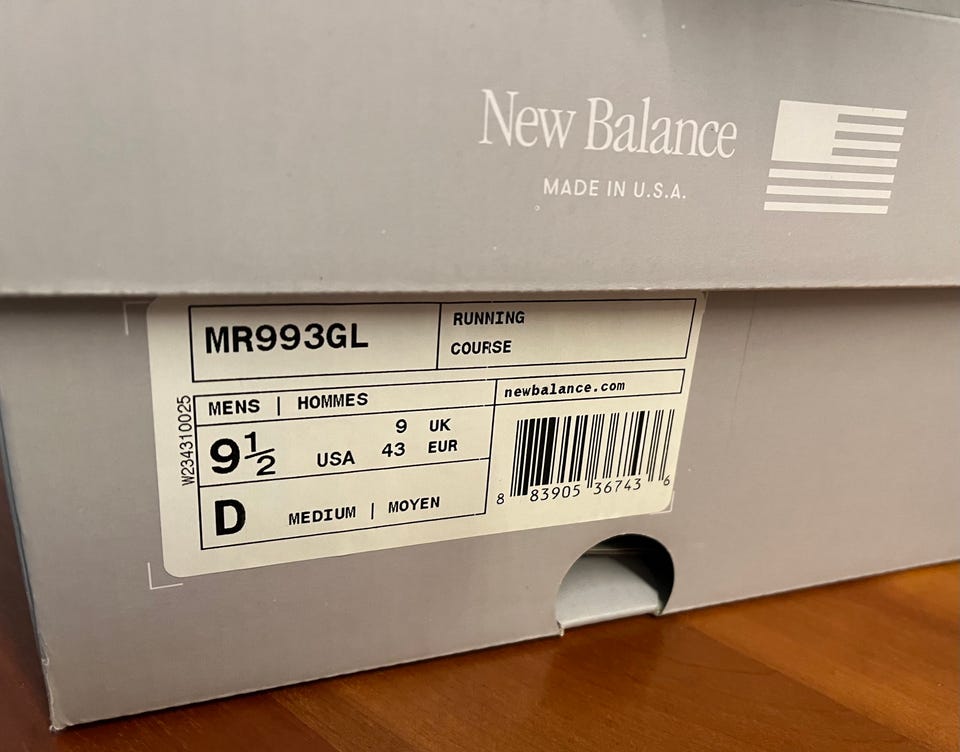 New Balance
MADE IN U.S.A.
MR993GL
RUNNING
COURSE
MENS | HOMMES
newbalance.com
9½ USA
9 UK
43 EUR
D MEDIUM | MOYEN
8 83905 36743 6
W234310025